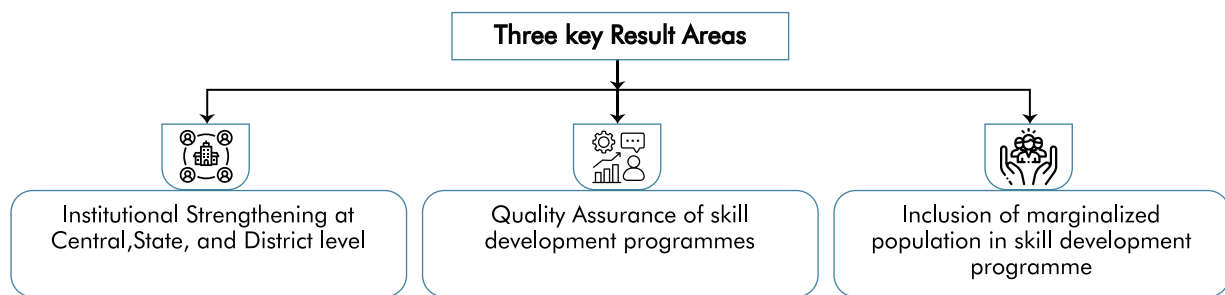 Three key Result Areas
Institutional Strengthening at
Central,State, and District level
Quality Assurance of skill
development programmes
Inclusion of marginalized
population in skill development
programme